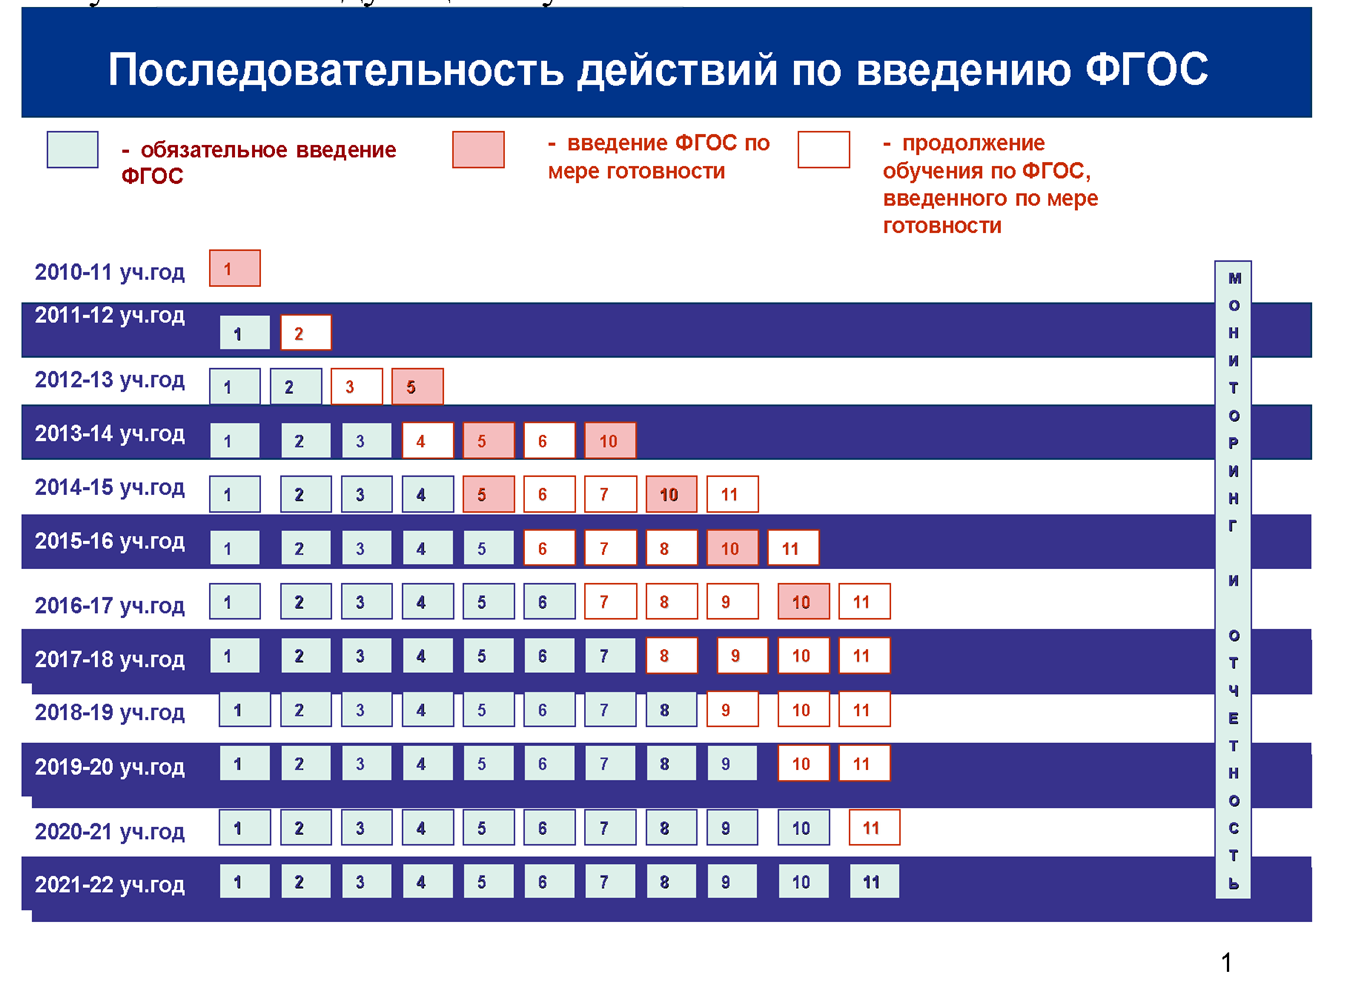 Последовательность действий по введению ФГОС
- обязательное введение
ФГОС
- введение ФГОС по
мере готовности
- продолжение
обучения по ФГОС,
введенного по мере
готовности
2010-11 уч.год 1
2011-12 уч.год 1 2
2012-13 уч.год 1 2 3 5
2013-14 уч.год 1 2 3 4 5 6 10
2014-15 уч.год 1 2 3 4 5 6 7 10 11
2015-16 уч.год 1 2 3 4 5 6 7 8 10 11
2016-17 уч.год 1 2 3 4 5 6 7 8 9 10 11
2017-18 уч.год 1 2 3 4 5 6 7 8 9 10 11
2018-19 уч.год 1 2 3 4 5 6 7 8 9 10 11
2019-20 уч.год 1 2 3 4 5 6 7 8 9 10 11
2020-21 уч.год 1 2 3 4 5 6 7 8 9 10 11
2021-22 уч.год 1 2 3 4 5 6 7 8 9 10 11
МОНИТОРИНГ И ОТЧЕТНОСТЬ
1